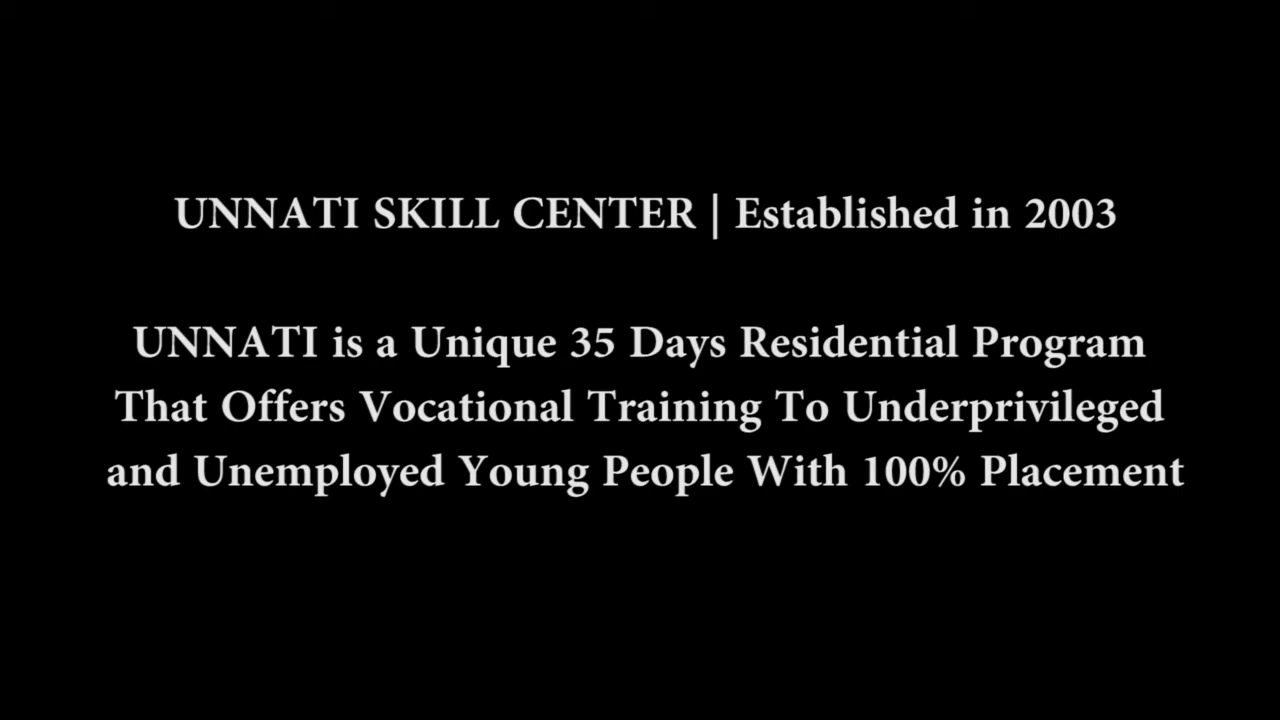 UNNATI SKILL CENTER | Established in 2003
UNNATI is a Unique 35 Days Residential Program
That Offers Vocational Training To Underprivileged
and Unemployed Young People With 100% Placement